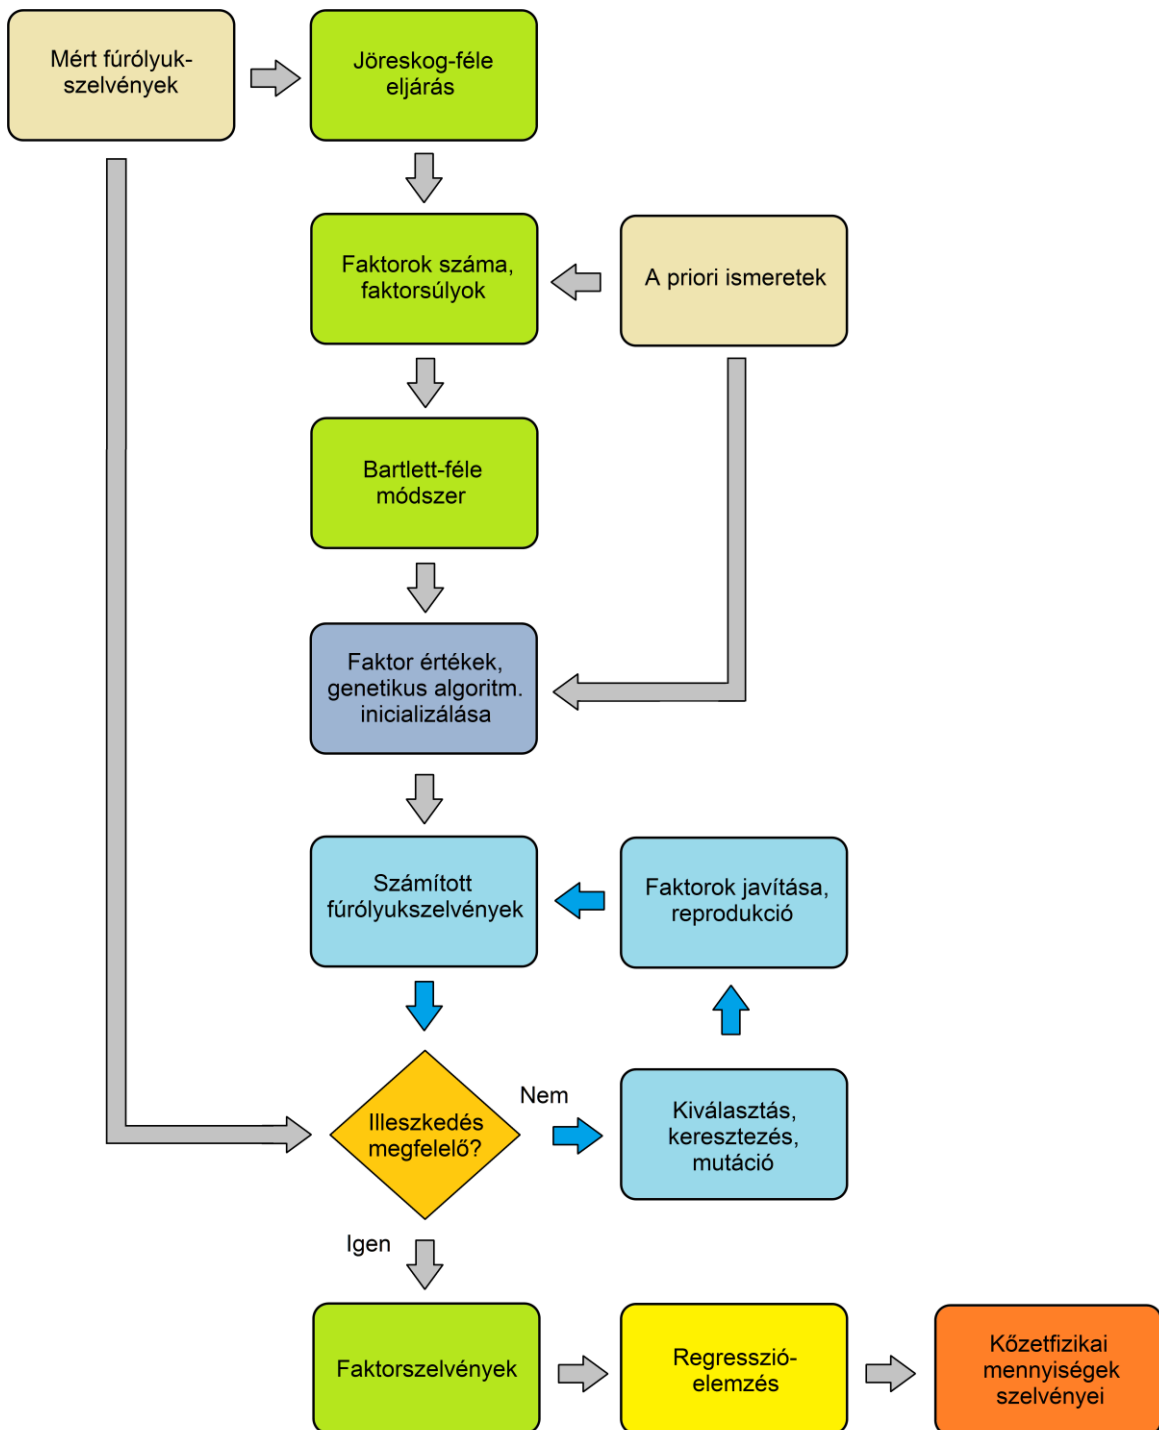 Mért fúrólyuk-
szelvények
Jöreskog-féle
eljárás
Faktorok száma,
faktorsúlyok
A priori ismeretek
Bartlett-féle
módszer
Faktor értékek,
genetikus algoritm.
inicializálása
Számított
fúrólyukszelvények
Faktorok javítása,
reprodukció
Illeszkedés
megfelelő?
Nem
Kiválasztás,
keresztezés,
mutáció
Igen
Faktorszelvények
Regresszió-
elemzés
Kőzetfizikai
mennyiségek
szelvényei